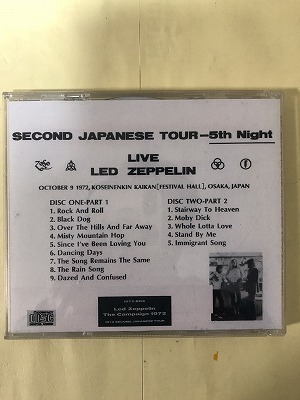 SECOND JAPANESE TOUR—5th Night
LIVE
LED ZEPPELIN
OCTOBER 9 1972, KOSEINENKIN KAIKAN[FESTIVAL HALL], OSAKA, JAPAN
DISC ONE-PART 1
1. Rock And Roll
2. Black Dog
3. Over The Hills And Far Away
4. Misty Mountain Hop
5. Since I've Been Loving You
6. Dancing Days
7. The Song Remains The Same
8. The Rain Song
9. Dazed And Confused
DISC TWO-PART 2
1. Stairway To Heaven
2. Moby Dick
3. Whole Lotta Love
4. Stand By Me
5. Immigrant Song
Led Zeppelin
The Campaign 1972